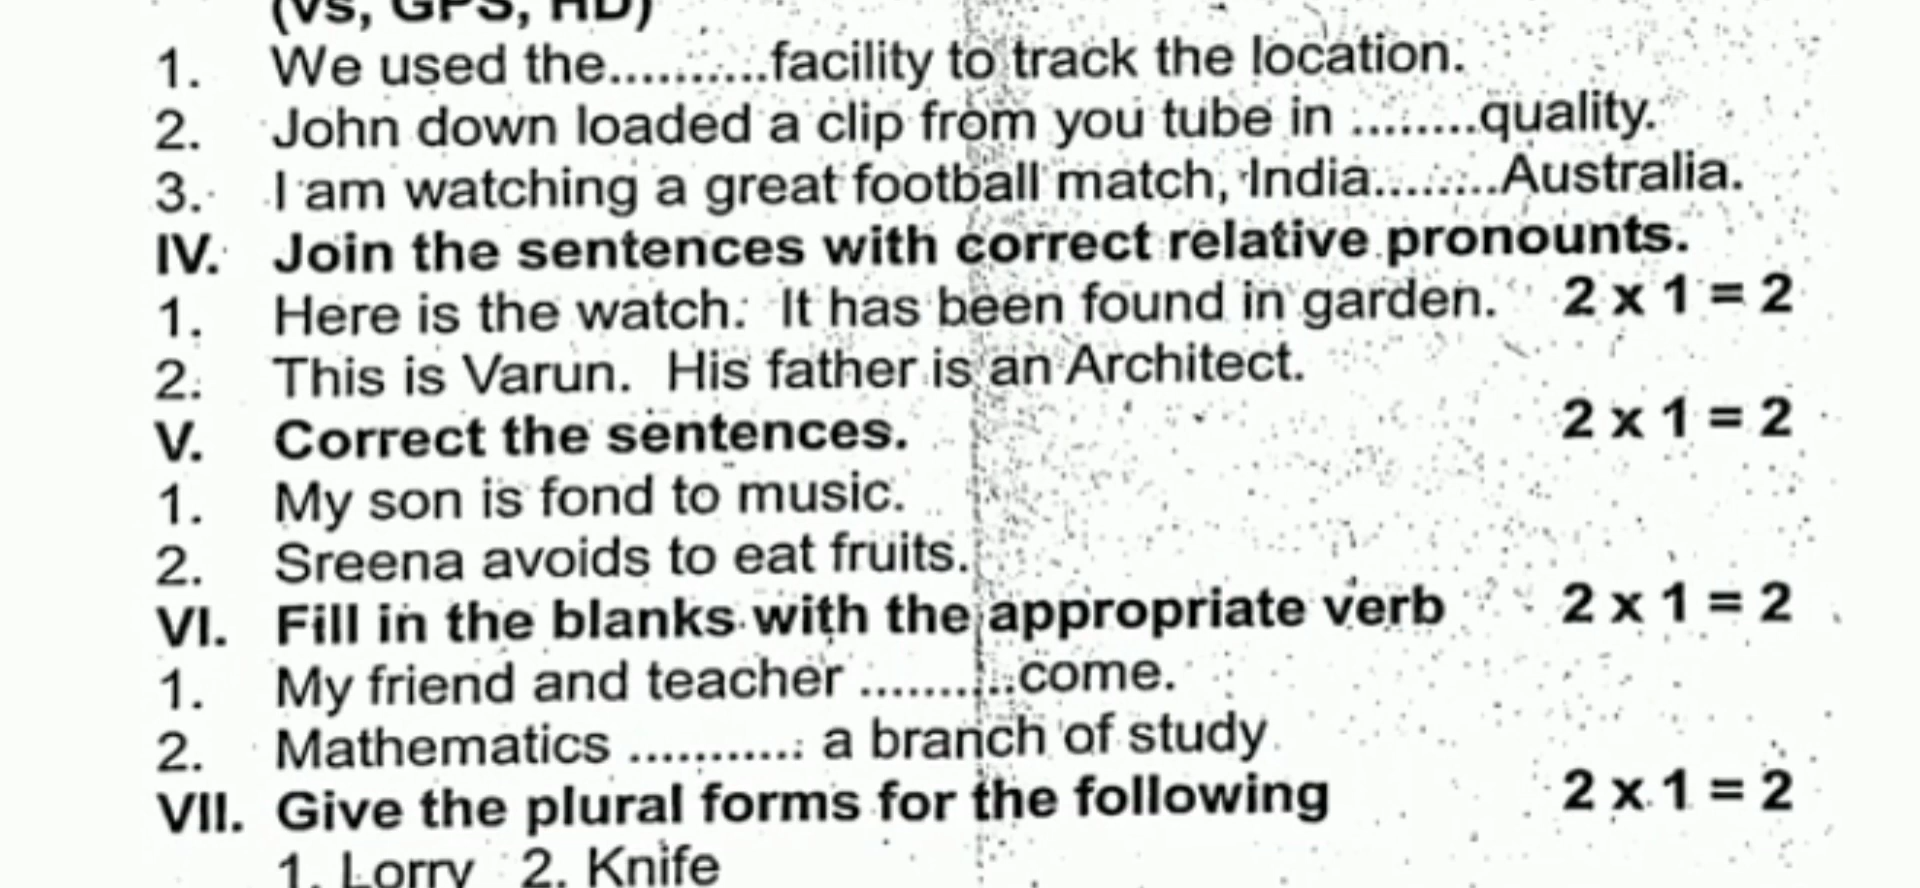 (vs, GPS, HD)
1. We used the..........facility to track the location.
2. John down loaded a clip from you tube in ........quality.
3. I am watching a great football match, India........Australia.
IV. Join the sentences with correct relative pronounts.
1. Here is the watch. It has been found in garden. 2 x 1 = 2
2. This is Varun. His father is an Architect.
V. Correct the sentences. 2 x 1 = 2
1. My son is fond to music.
2. Sreena avoids to eat fruits.
VI. Fill in the blanks with the appropriate verb 2 x 1 = 2
1. My friend and teacher ..........come.
2. Mathematics ........... a branch of study
VII. Give the plural forms for the following 2 x 1 = 2
1. Lorry 2. Knife